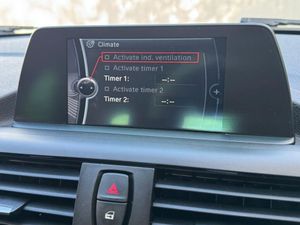 Climate
Activate ind. ventilation
Activate timer 1
Timer 1: --:--
Activate timer 2
Timer 2: --:--